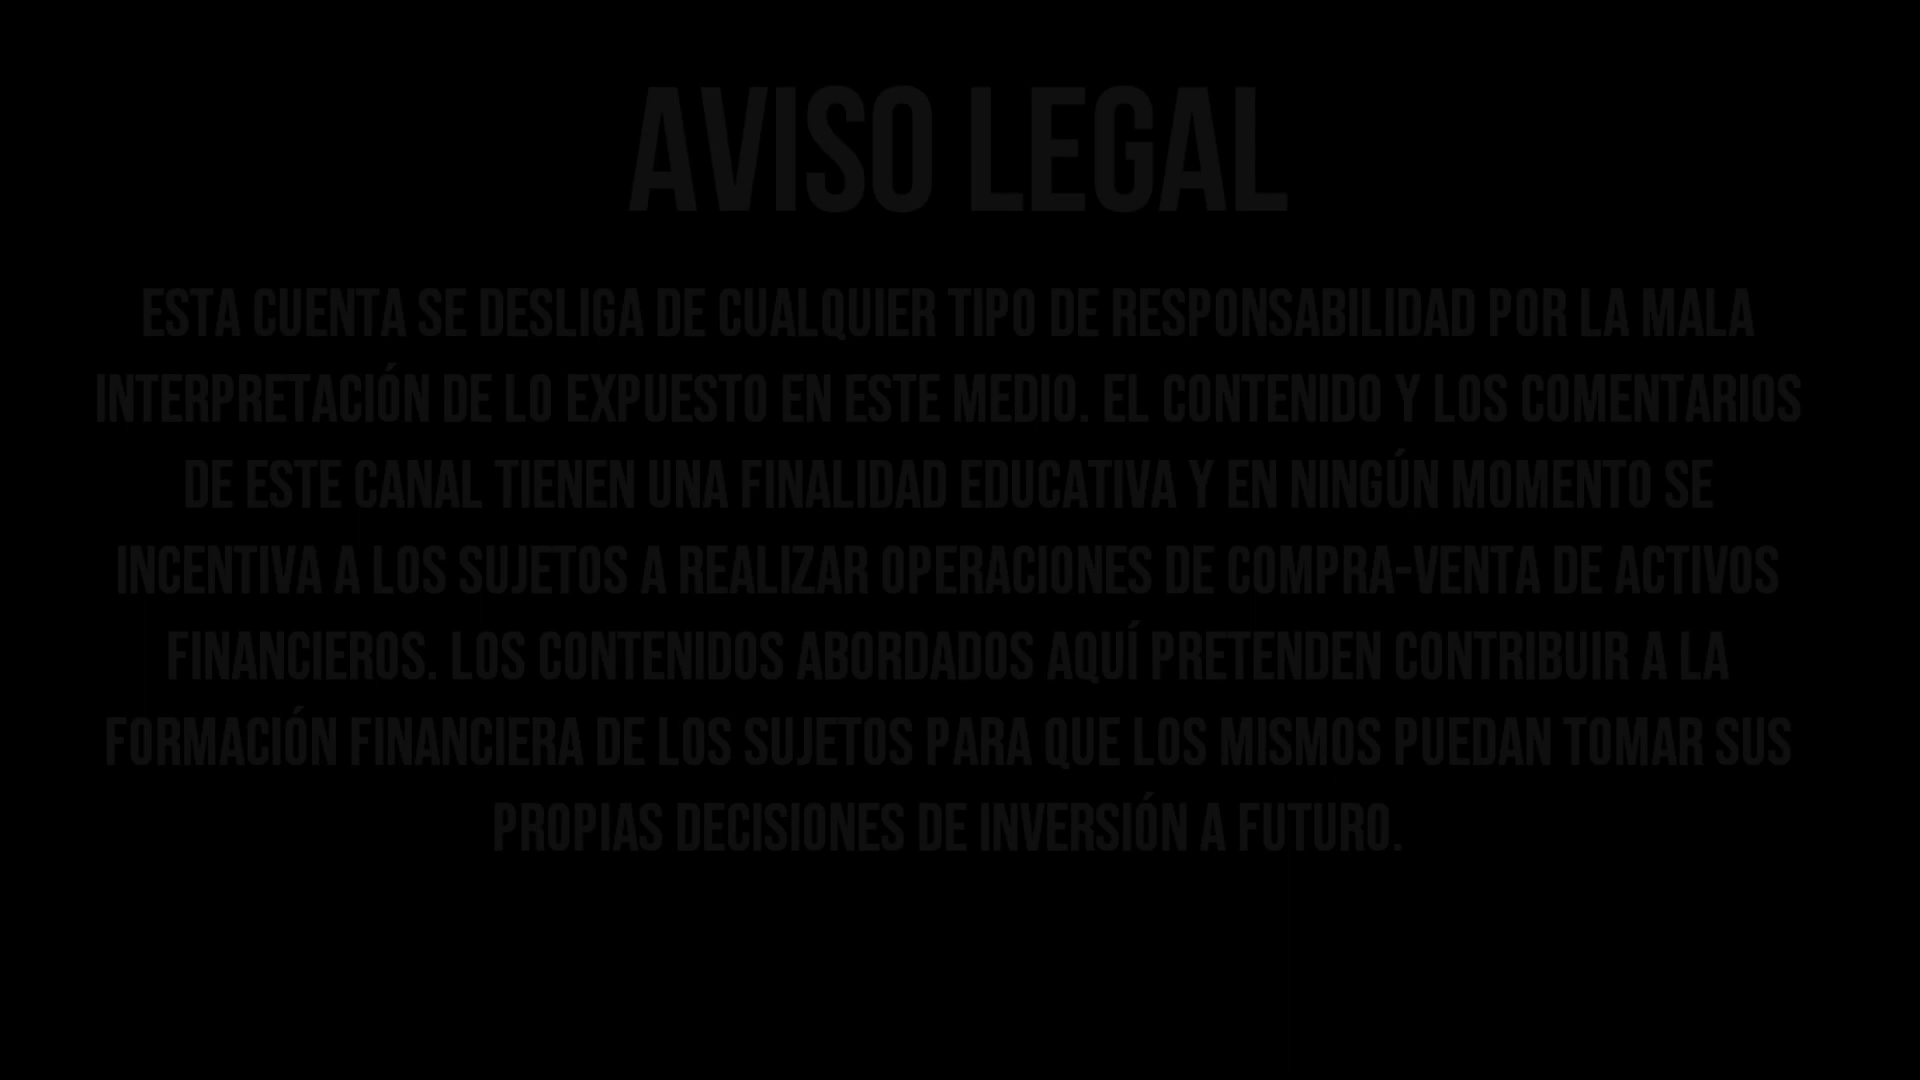 AVISO LEGAL
ESTA CUENTA SE DESLIGA DE CUALQUIER TIPO DE RESPONSABILIDAD POR LA MALA
INTERPRETACIÓN DE LO EXPUESTO EN ESTE MEDIO. EL CONTENIDO Y LOS COMENTARIOS
DE ESTE CANAL TIENEN UNA FINALIDAD EDUCATIVA Y EN NINGÚN MOMENTO SE
INCENTIVA A LOS SUJETOS A REALIZAR OPERACIONES DE COMPRA-VENTA DE ACTIVOS
FINANCIEROS. LOS CONTENIDOS ABORDADOS AQUÍ PRETENDEN CONTRIBUIR A LA
FORMACIÓN FINANCIERA DE LOS SUJETOS PARA QUE LOS MISMOS PUEDAN TOMAR SUS
PROPIAS DECISIONES DE INVERSIÓN A FUTURO.